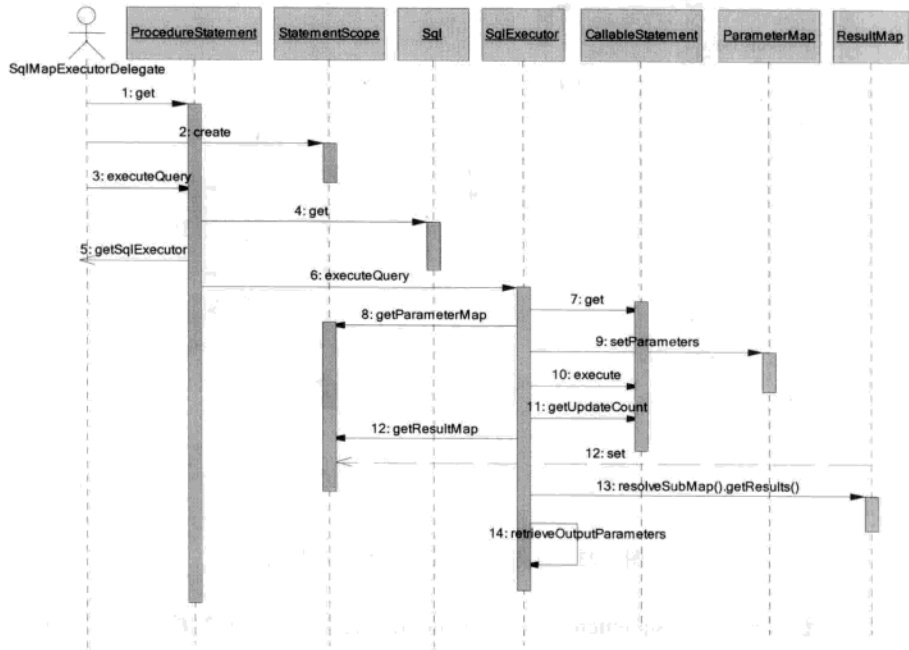 ProcedureStatement
StatementScope
Sql
SqlExecutor
CallableStatement
ParameterMap
ResultMap
SqlMapExecutorDelegate
1: get
2: create
3: executeQuery
4: get
5: getSqlExecutor
6: executeQuery
7: get
8: getParameterMap
9: setParameters
10: execute
11: getUpdateCount
12: getResultMap
12: set
13: resolveSubMap().getResults()
14: retrieveOutputParameters